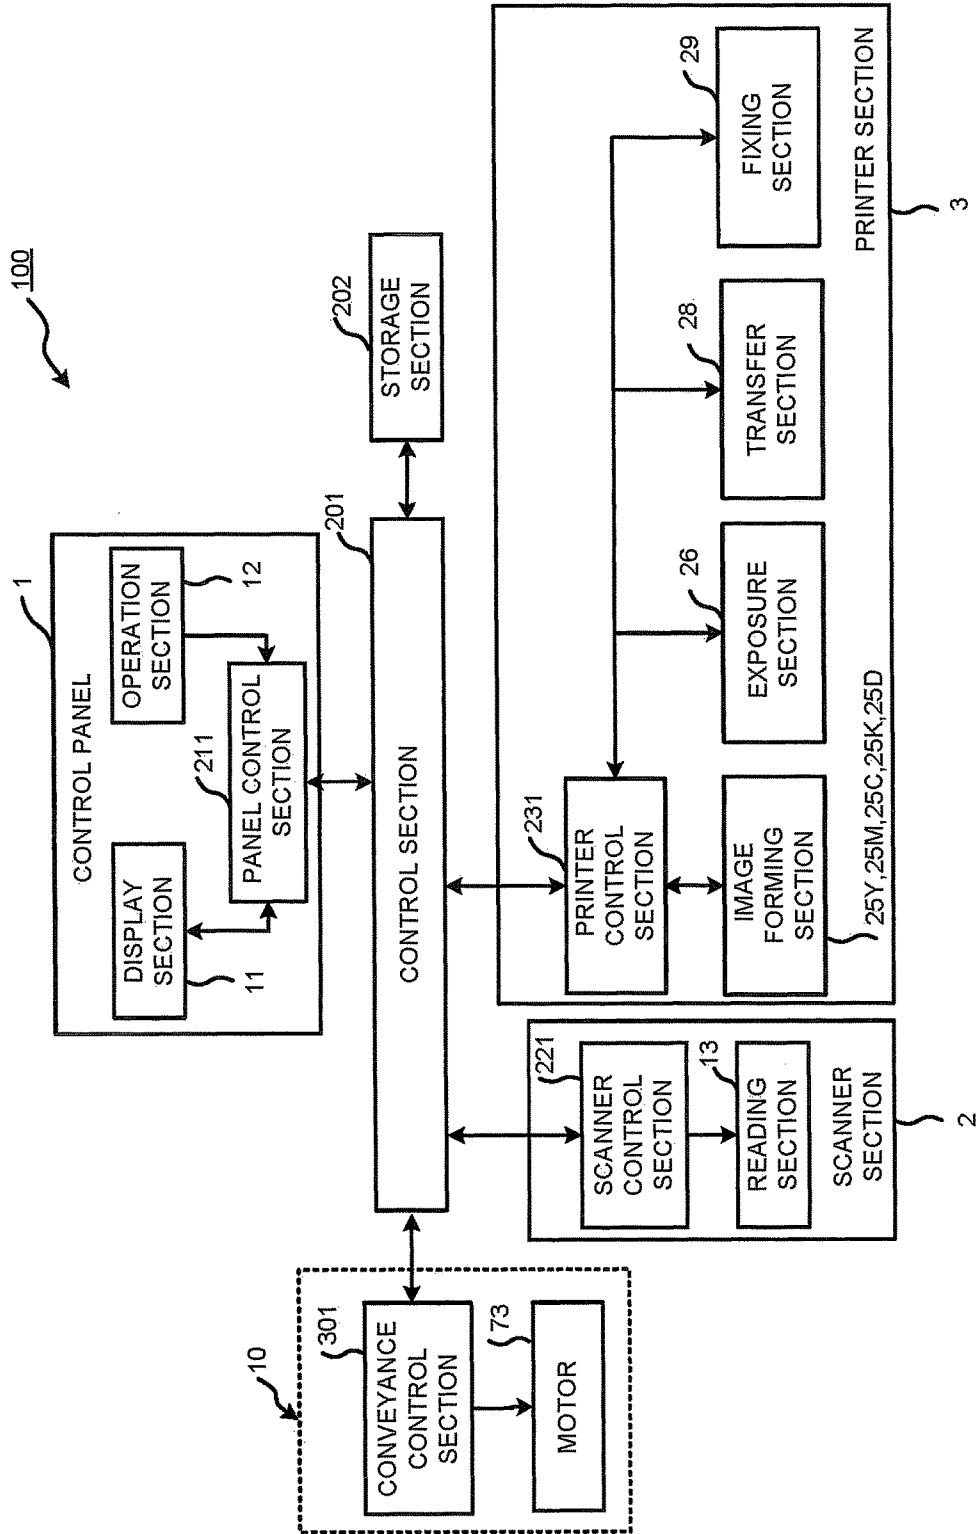 100
1
CONTROL PANEL
DISPLAY
SECTION
11
OPERATION
SECTION
12
211
PANEL CONTROL
SECTION
201
CONTROL SECTION
202
STORAGE
SECTION
10
301
CONVEYANCE
CONTROL
SECTION
73
MOTOR
221
SCANNER
CONTROL
SECTION
13
READING
SECTION
SCANNER
SECTION
2
231
PRINTER
CONTROL
SECTION
IMAGE
FORMING
SECTION
25Y,25M,25C,25K,25D
26
EXPOSURE
SECTION
28
TRANSFER
SECTION
29
FIXING
SECTION
PRINTER SECTION
3